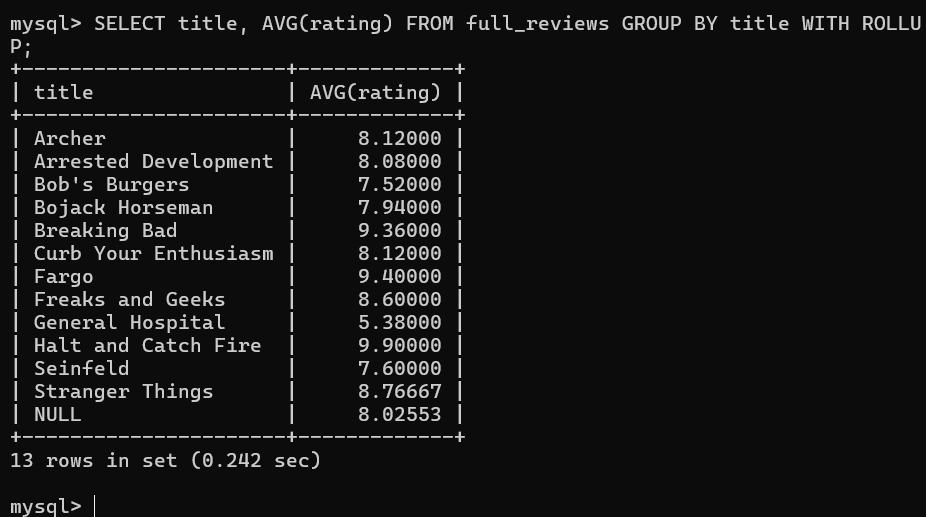 mysql> SELECT title, AVG(rating) FROM full_reviews GROUP BY title WITH ROLLU
P;
+----------------------+-------------+
| title                | AVG(rating) |
+----------------------+-------------+
| Archer               |     8.12000 |
| Arrested Development |     8.08000 |
| Bob's Burgers        |     7.52000 |
| Bojack Horseman      |     7.94000 |
| Breaking Bad         |     9.36000 |
| Curb Your Enthusiasm |     8.12000 |
| Fargo                |     9.40000 |
| Freaks and Geeks     |     8.60000 |
| General Hospital     |     5.38000 |
| Halt and Catch Fire  |     9.90000 |
| Seinfeld             |     7.60000 |
| Stranger Things      |     8.76667 |
| NULL                 |     8.02553 |
+----------------------+-------------+
13 rows in set (0.242 sec)

mysql>